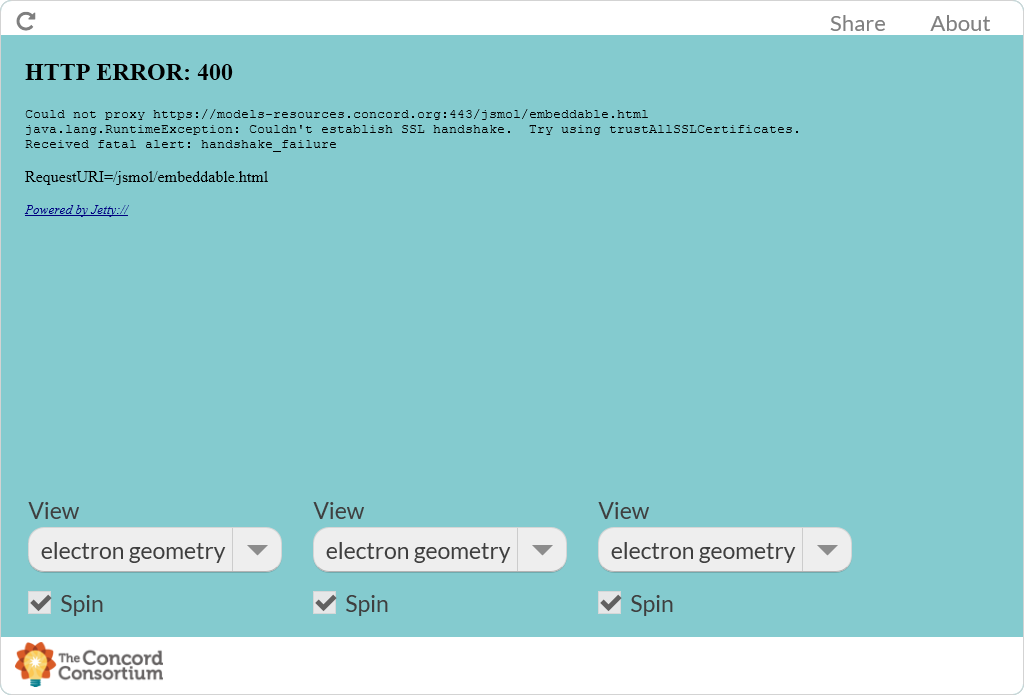 Share About
HTTP ERROR: 400
Could not proxy https://models-resources.concord.org:443/jsmol/embeddable.html
java.lang.RuntimeException: Couldn't establish SSL handshake.  Try using trustAllSSLCertificates.
Received fatal alert: handshake_failure
RequestURI=/jsmol/embeddable.html
Powered by Jetty://
View View View
electron geometry electron geometry electron geometry
Spin Spin Spin
The Concord
Consortium